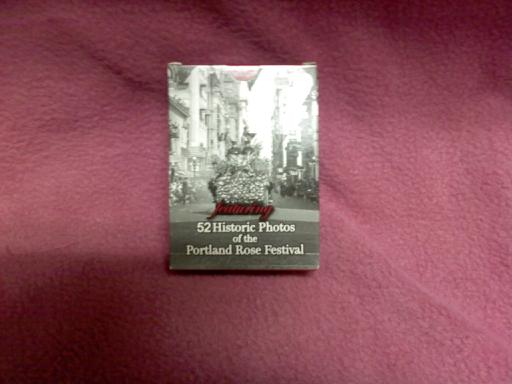 featuring
52 Historic Photos
of the
Portland Rose Festival